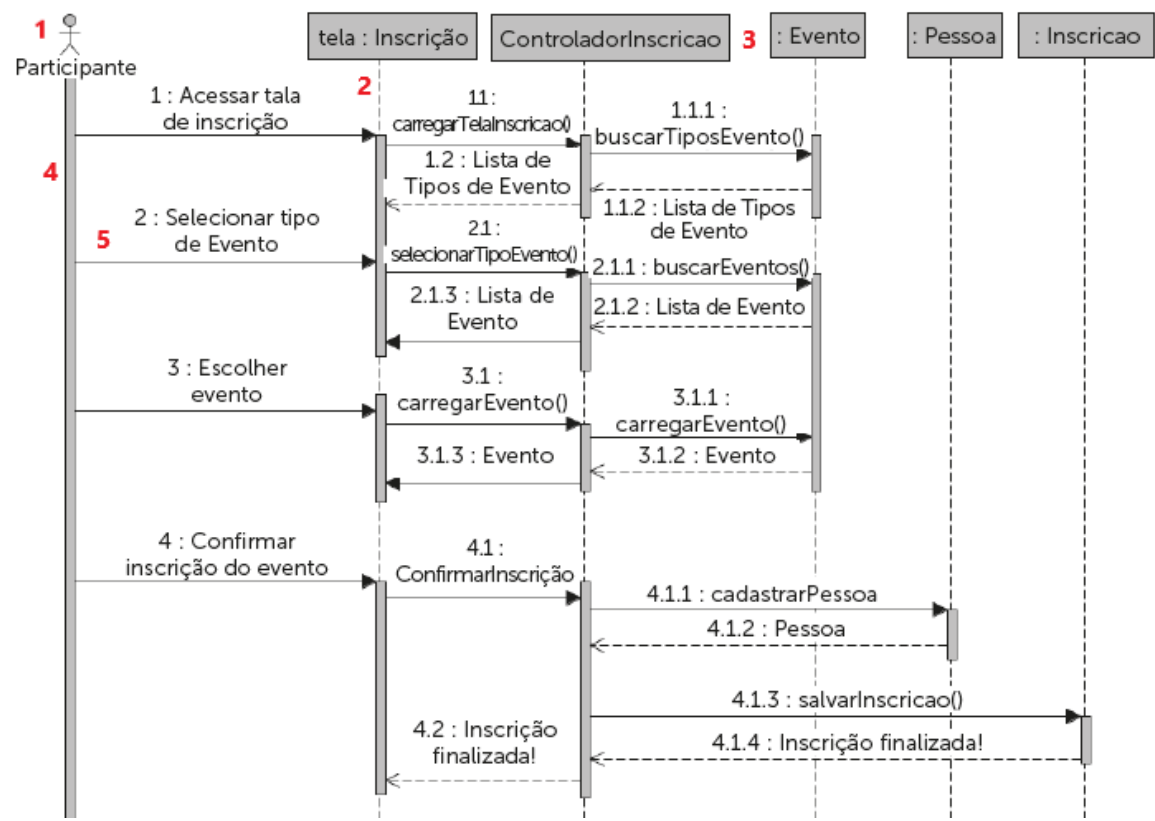 1
Participante
tela : Inscrição
ControladorInscricao
3
: Evento
: Pessoa
: Inscricao
2
1 : Acessar tala
de inscrição
11 :
carregarTelaInscricao()
1.1.1 :
buscarTiposEvento()
4
1.2 : Lista de
Tipos de Evento
1.1.2 : Lista de Tipos
de Evento
5
2 : Selecionar tipo
de Evento
21 :
selecionarTipoEvento()
2.1.1 : buscarEventos()
2.1.3 : Lista de
Evento
2.1.2 : Lista de Evento
3 : Escolher
evento
3.1 :
carregarEvento()
3.1.1 :
carregarEvento()
3.1.3 : Evento
3.1.2 : Evento
4 : Confirmar
inscrição do evento
4.1 :
ConfirmarInscrição
4.1.1 : cadastrarPessoa
4.1.2 : Pessoa
4.1.3 : salvarInscricao()
4.2 : Inscrição
finalizada!
4.1.4 : Inscrição finalizada!